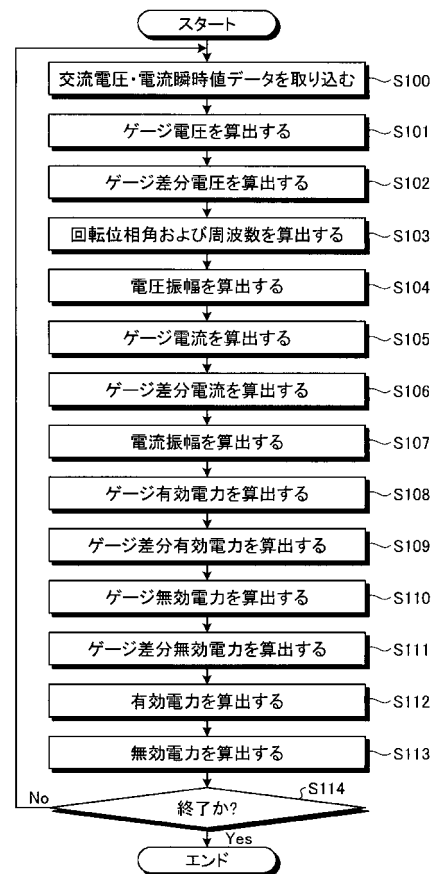 スタート
交流電圧・電流瞬時値データを取り込む S100
ゲージ電圧を算出する S101
ゲージ差分電圧を算出する S102
回転位相角および周波数を算出する S103
電圧振幅を算出する S104
ゲージ電流を算出する S105
ゲージ差分電流を算出する S106
電流振幅を算出する S107
ゲージ有効電力を算出する S108
ゲージ差分有効電力を算出する S109
ゲージ無効電力を算出する S110
ゲージ差分無効電力を算出する S111
有効電力を算出する S112
無効電力を算出する S113
S114
No 終了か?
Yes
エンド